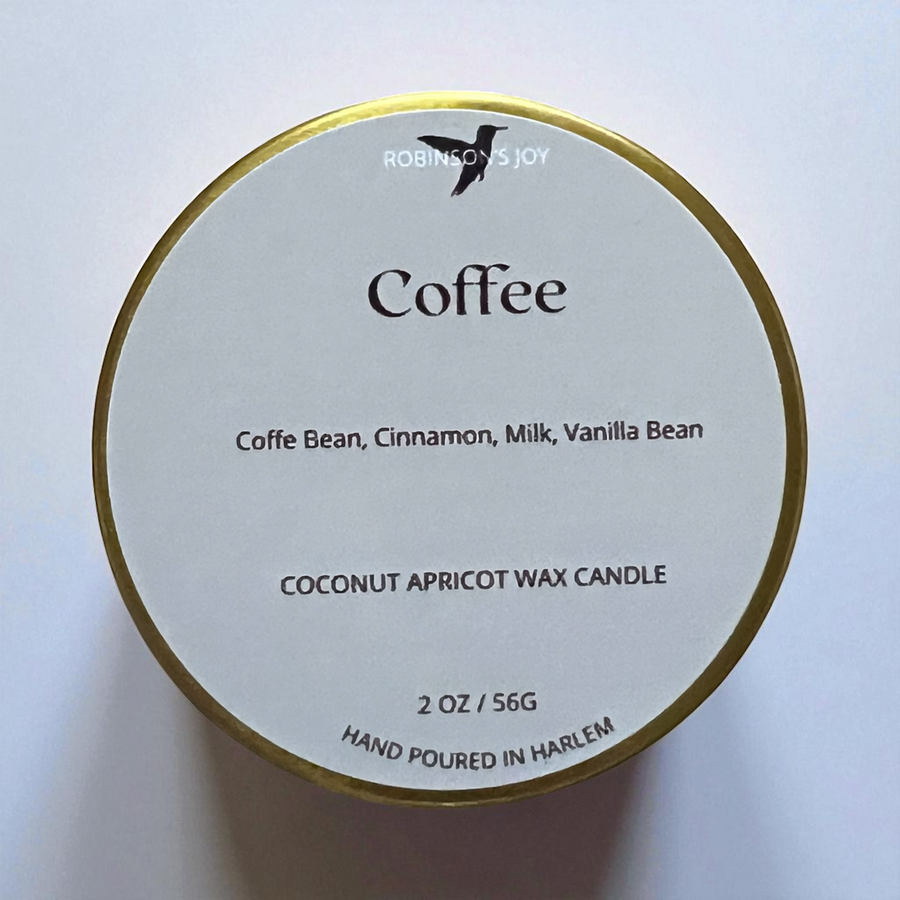 ROBINSON'S JOY
Coffee
Coffe Bean, Cinnamon, Milk, Vanilla Bean
COCONUT APRICOT WAX CANDLE
2 OZ / 56G
HAND POURED IN HARLEM